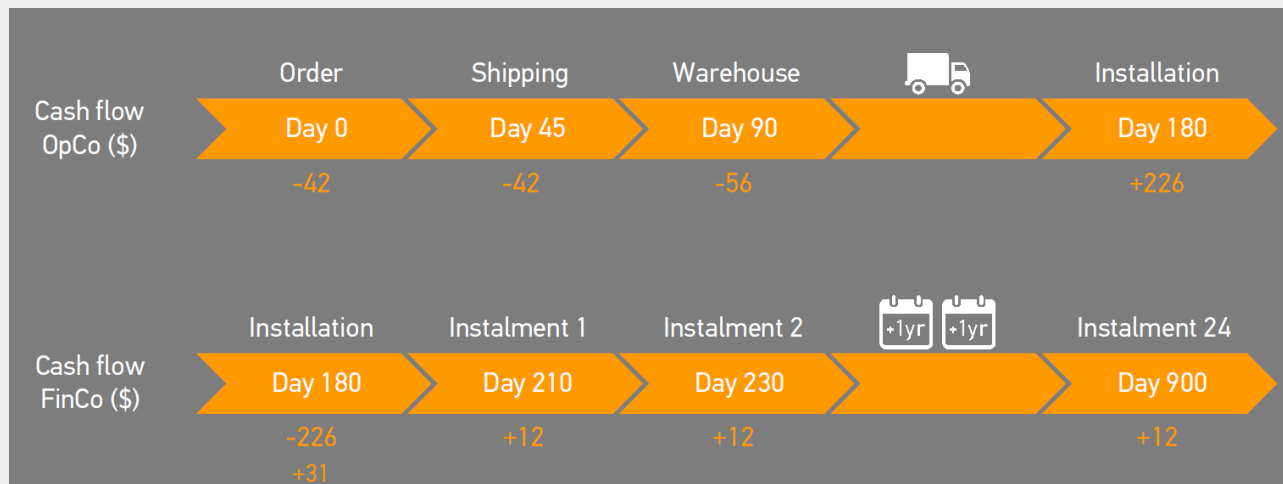 Order Shipping Warehouse Installation
Cash flow
OpCo ($)
Day 0 Day 45 Day 90 Day 180
-42 -42 -56 +226
Installation Instalment 1 Instalment 2 +1yr +1yr Instalment 24
Cash flow
FinCo ($)
Day 180 Day 210 Day 230 Day 900
-226 +12 +12 +12
+31